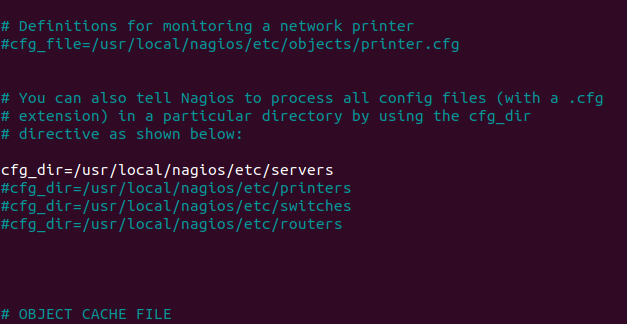 # Definitions for monitoring a network printer
#cfg_file=/usr/local/nagios/etc/objects/printer.cfg
# You can also tell Nagios to process all config files (with a .cfg
# extension) in a particular directory by using the cfg_dir
# directive as shown below:
cfg_dir=/usr/local/nagios/etc/servers
#cfg_dir=/usr/local/nagios/etc/printers
#cfg_dir=/usr/local/nagios/etc/switches
#cfg_dir=/usr/local/nagios/etc/routers
# OBJECT CACHE FILE